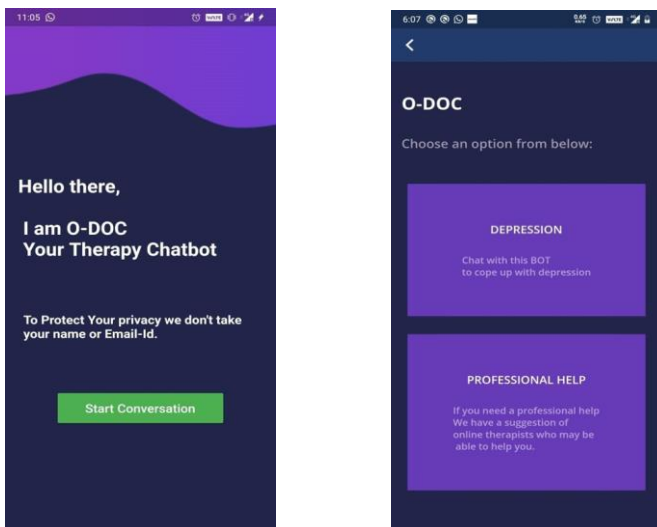 11:05
Hello there,
I am O-DOC
Your Therapy Chatbot
To Protect Your privacy we don't take
your name or Email-Id.
Start Conversation
6:07
O-DOC
Choose an option from below:
DEPRESSION
Chat with this BOT
to cope up with depression
PROFESSIONAL HELP
If you need a professional help
We have a suggestion of
online therapists who may be
able to help you.